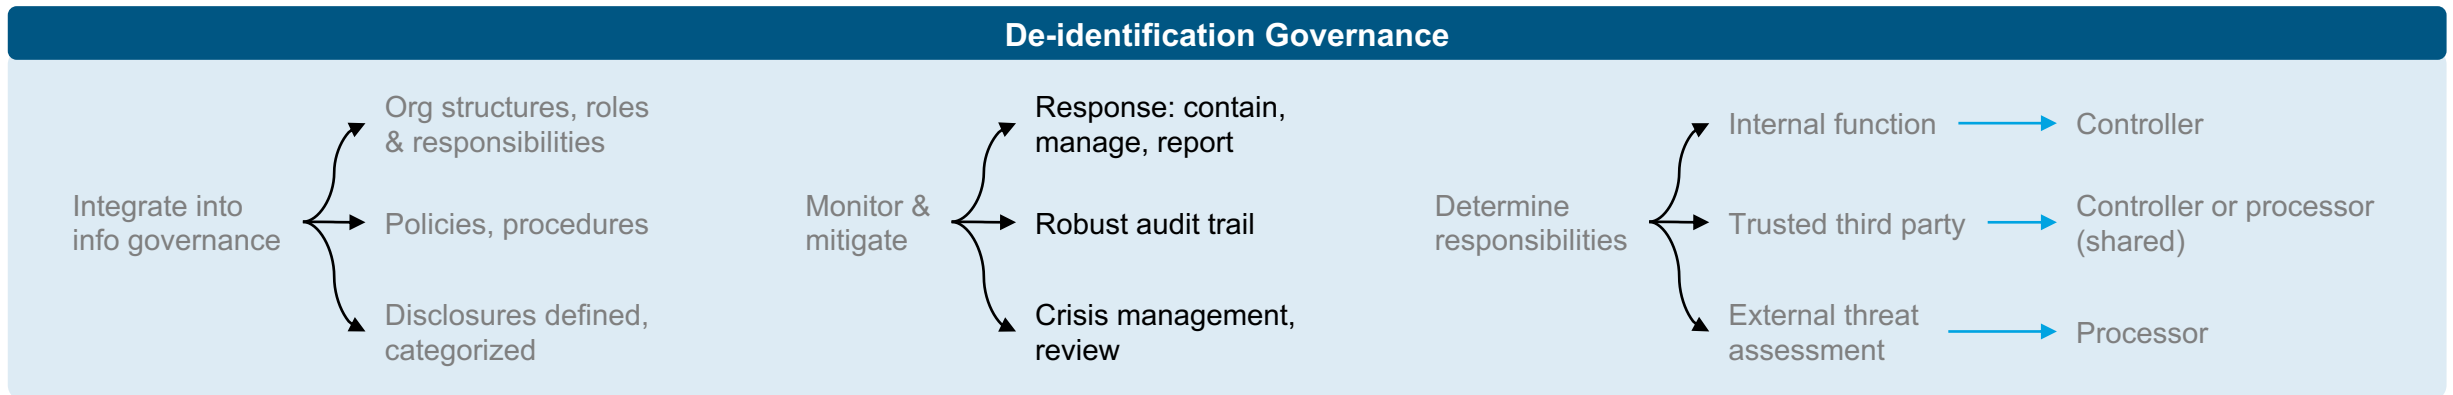 De-identification Governance
Integrate into
info governance
Org structures, roles
& responsibilities
Policies, procedures
Disclosures defined,
categorized
Monitor &
mitigate
Response: contain,
manage, report
Robust audit trail
Crisis management,
review
Determine
responsibilities
Internal function
Controller
Trusted third party
Controller or processor
(shared)
External threat
assessment
Processor